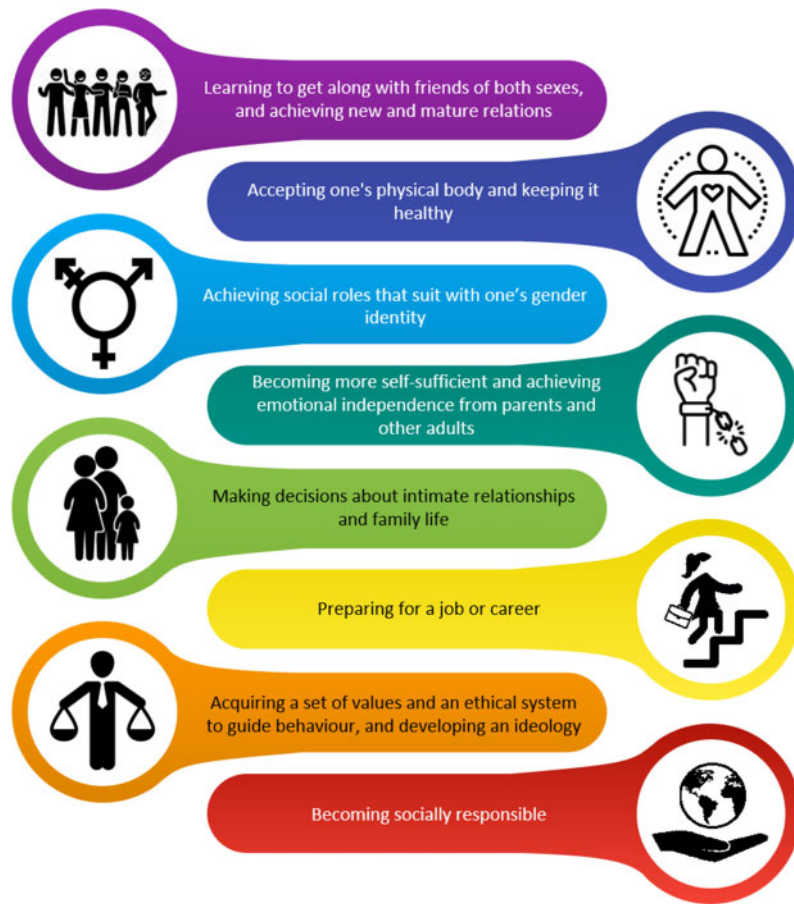 Learning to get along with friends of both sexes,
and achieving new and mature relations
Accepting one's physical body and keeping it
healthy
Achieving social roles that suit with one’s gender
identity
Becoming more self-sufficient and achieving
emotional independence from parents and
other adults
Making decisions about intimate relationships
and family life
Preparing for a job or career
Acquiring a set of values and an ethical system
to guide behaviour, and developing an ideology
Becoming socially responsible